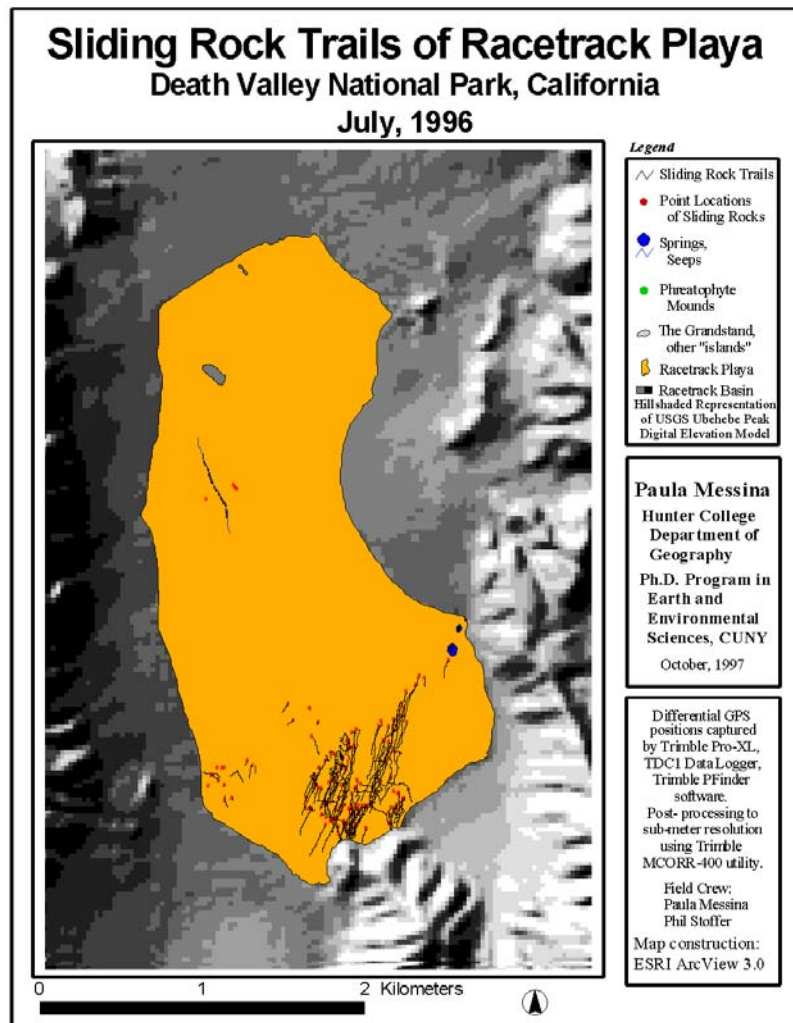 Sliding Rock Trails of Racetrack Playa
Death Valley National Park, California
July, 1996
Legend
Sliding Rock Trails
Point Locations
of Sliding Rocks
Springs,
Seeps
Phreatophyte
Mounds
The Grandstand,
other "islands"
Racetrack Playa
Racetrack Basin
Hillshaded Representation
of USGS Ubehebe Peak
Digital Elevation Model
Paula Messina
Hunter College
Department of
Geography
Ph.D. Program in
Earth and
Environmental
Sciences, CUNY
October, 1997
Differential GPS
positions captured
by Trimble Pro-XL,
TDC1 Data Logger,
Trimble PFinder
software.
Post- processing to
sub-meter resolution
using Trimble
MCORR-400 utility.
Field Crew:
Paula Messina
Phil Stoffer
Map construction:
ESRI ArcView 3.0
0 1 2 Kilometers